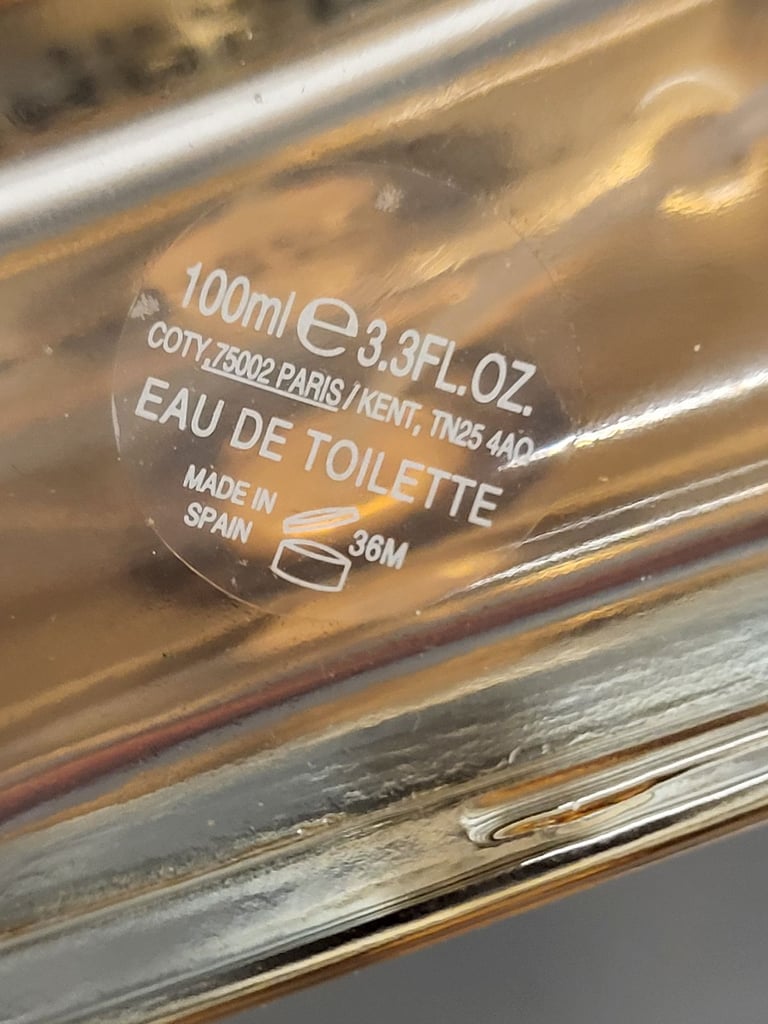 100ml ℮ 3.3FL.OZ.
COTY,75002 PARIS / KENT, TN25 4AQ
EAU DE TOILETTE
MADE IN
SPAIN
36M